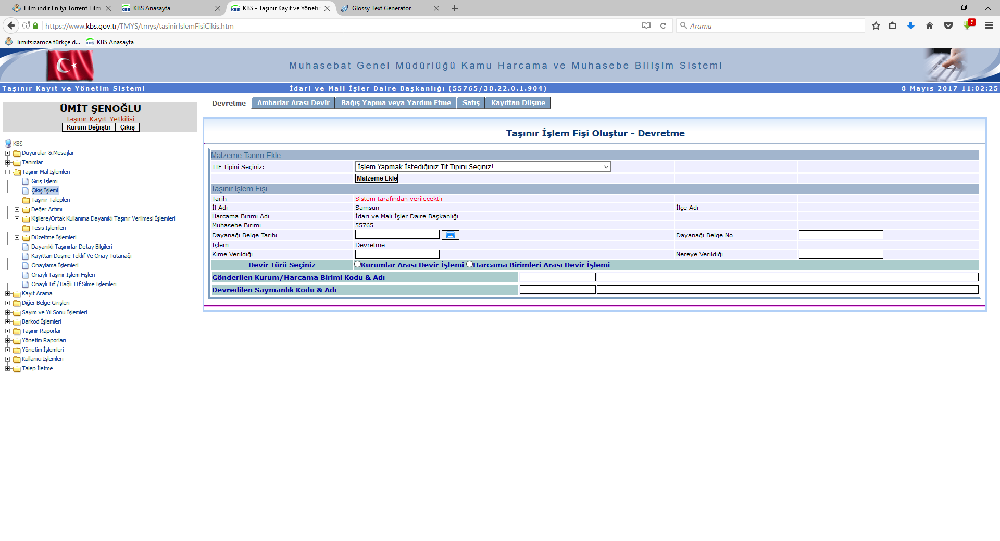 Film indir En İyi Torrent Film
KBS Anasayfa
KBS - Taşınır Kayıt ve Yönetir
Glossy Text Generator
https://www.kbs.gov.tr/TMYS/tmys/tasinirIslemFisiCikis.htm
Arama
limitsizamca türkçe d...
KBS Anasayfa
Muhasebat Genel Müdürlüğü Kamu Harcama ve Muhasebe Bilişim Sistemi
Taşınır Kayıt ve Yönetim Sistemi
İdari ve Mali İşler Daire Başkanlığı (55765/38.22.0.1.904)
8 Mayıs 2017 11:02:25
ÜMİT ŞENOĞLU
Taşınır Kayıt Yetkilisi
Kurum Değiştir Çıkış
KBS
Duyurular & Mesajlar
Tanımlar
Taşınır Mal İşlemleri
Giriş İşlemi
Çıkış İşlemi
Taşınır Talepleri
Değer Artımı
Kişilere/Ortak Kullanıma Dayanıklı Taşınır Verilmesi İşlemleri
Tesis İşlemleri
Düzeltme İşlemleri
Dayanıklı Taşınırlar Detay Bilgileri
Kayıttan Düşme Teklif Ve Onay Tutanağı
Onaylama İşlemleri
Onaylı Taşınır İşlem Fişleri
Onaylı Tif / Bağlı Tİf Silme İşlemleri
Kayıt Arama
Diğer Belge Girişleri
Sayım ve Yıl Sonu İşlemleri
Barkod İşlemleri
Taşınır Raporlar
Yönetim Raporları
Yönetim İşlemleri
Kullanıcı İşlemleri
Talep İletme
Devretme
Ambarlar Arası Devir
Bağış Yapma veya Yardım Etme
Satış
Kayıttan Düşme
Taşınır İşlem Fişi Oluştur - Devretme
Malzeme Tanım Ekle
TİF Tipini Seçiniz: İşlem Yapmak İstediğiniz Tif Tipini Seçiniz!
Malzeme Ekle
Taşınır İşlem Fişi
Tarih Sistem tarafından verilecektir
İl Adı Samsun İlçe Adı ---
Harcama Birimi Adı İdari ve Mali İşler Daire Başkanlığı
Muhasebe Birimi 55765
Dayanağı Belge Tarihi Dayanağı Belge No
İşlem Devretme
Kime Verildiği Nereye Verildiği
Devir Türü Seçiniz Kurumlar Arası Devir İşlemi Harcama Birimleri Arası Devir İşlemi
Gönderilen Kurum/Harcama Birimi Kodu & Adı
Devredilen Saymanlık Kodu & Adı